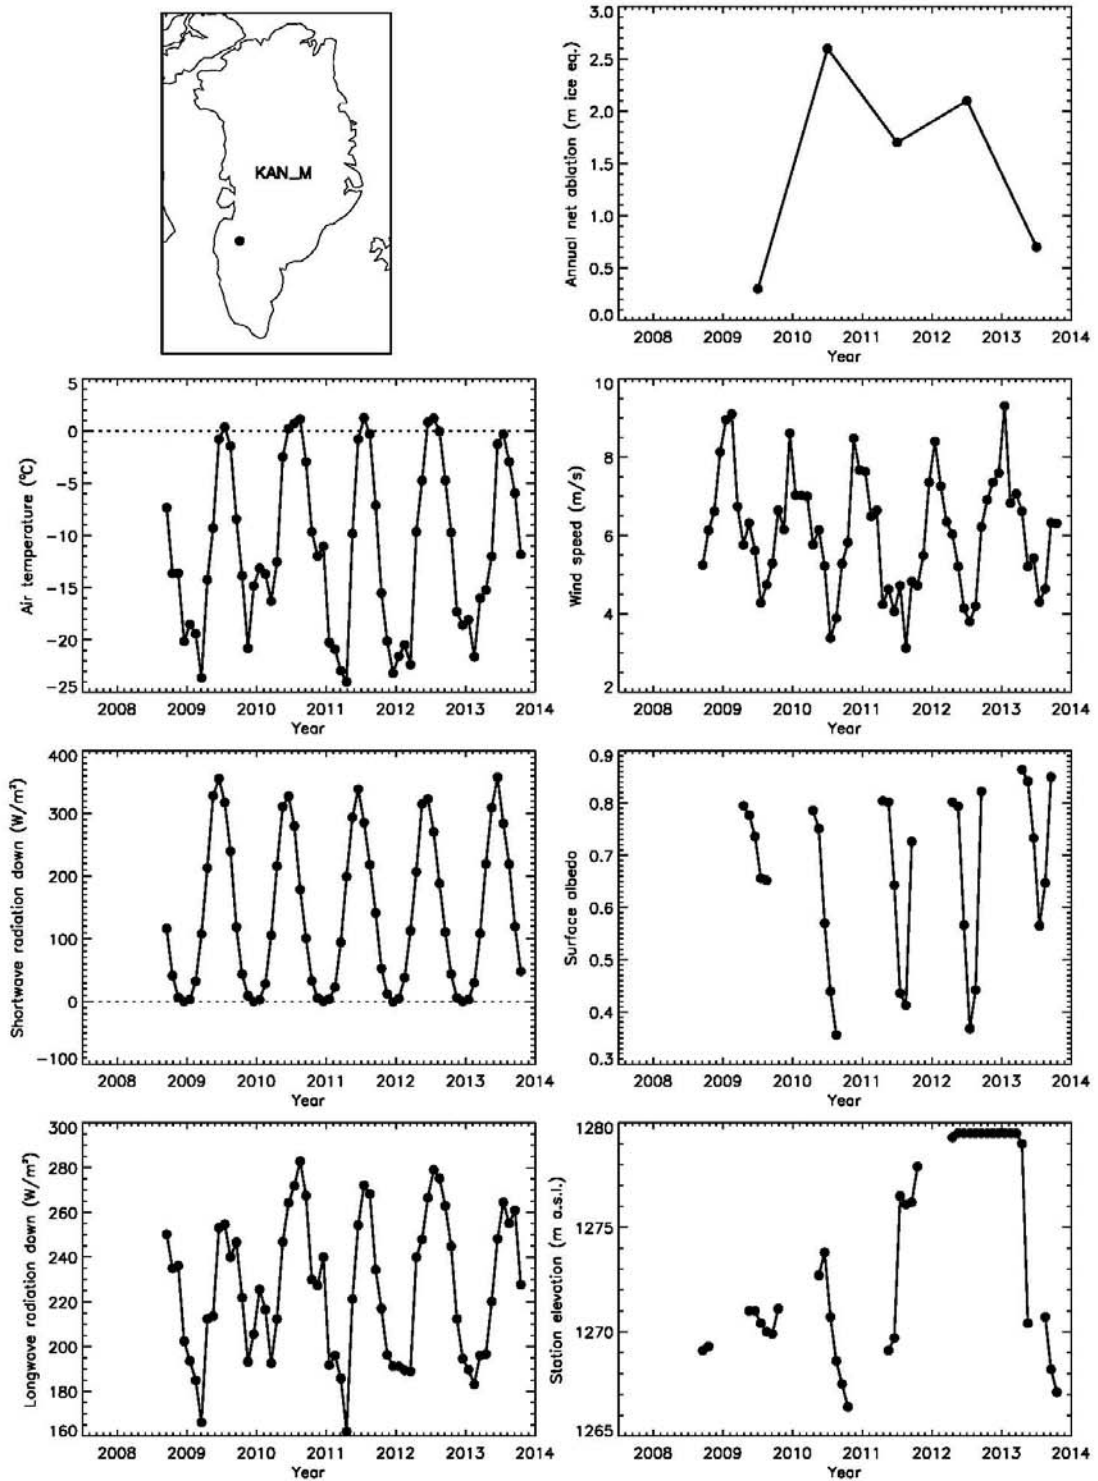 KAN_M
3.0
2.5
2.0
1.5
1.0
0.5
0.0
Annual net ablation (m ice eq.)
2008 2009 2010 2011 2012 2013 2014
Year
5
0
−5
−10
−15
−20
−25
Air temperature (°C)
2008 2009 2010 2011 2012 2013 2014
Year
10
8
6
4
2
Wind speed (m/s)
2008 2009 2010 2011 2012 2013 2014
Year
400
300
200
100
0
−100
Shortwave radiation down (W/m²)
2008 2009 2010 2011 2012 2013 2014
Year
0.9
0.8
0.7
0.6
0.5
0.4
0.3
Surface albedo
2008 2009 2010 2011 2012 2013 2014
Year
300
280
260
240
220
200
180
160
Longwave radiation down (W/m²)
2008 2009 2010 2011 2012 2013 2014
Year
1280
1275
1270
1265
Station elevation (m a.s.l.)
2008 2009 2010 2011 2012 2013 2014
Year